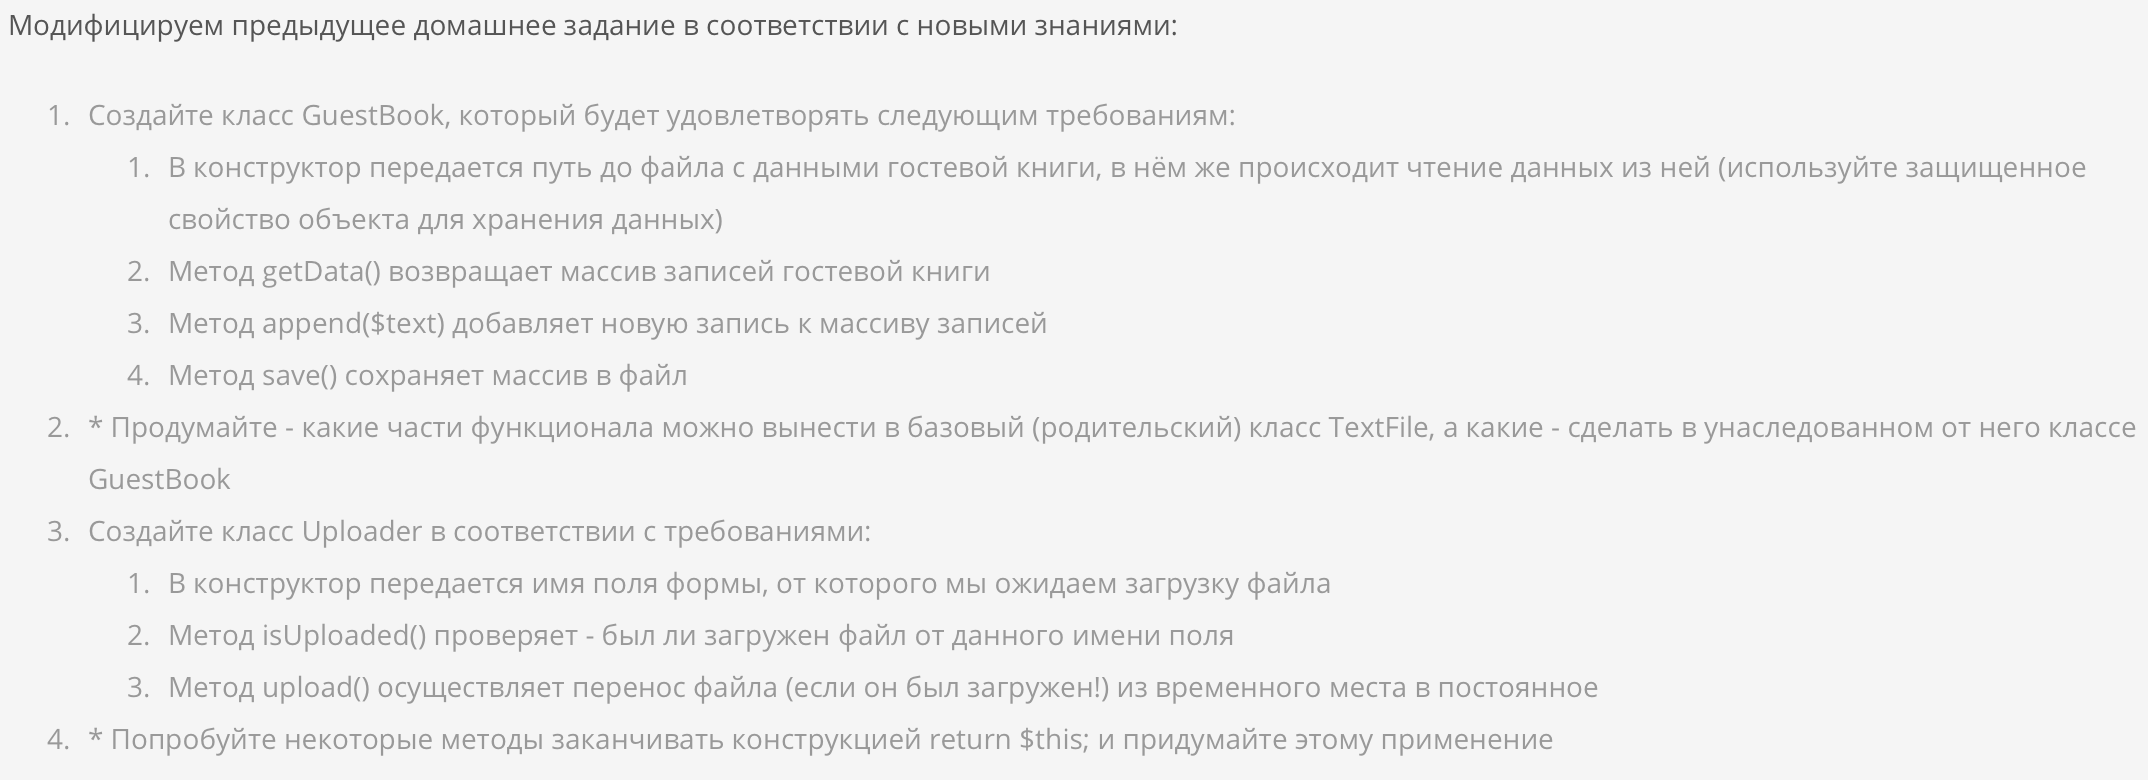 Модифицируем предыдущее домашнее задание в соответствии с новыми знаниями:
1. Создайте класс GuestBook, который будет удовлетворять следующим требованиям:
1. В конструктор передается путь до файла с данными гостевой книги, в нём же происходит чтение данных из ней (используйте защищенное
свойство объекта для хранения данных)
2. Метод getData() возвращает массив записей гостевой книги
3. Метод append($text) добавляет новую запись к массиву записей
4. Метод save() сохраняет массив в файл
2. * Продумайте - какие части функционала можно вынести в базовый (родительский) класс TextFile, а какие - сделать в унаследованном от него классе
GuestBook
3. Создайте класс Uploader в соответствии с требованиями:
1. В конструктор передается имя поля формы, от которого мы ожидаем загрузку файла
2. Метод isUploaded() проверяет - был ли загружен файл от данного имени поля
3. Метод upload() осуществляет перенос файла (если он был загружен!) из временного места в постоянное
4. * Попробуйте некоторые методы заканчивать конструкцией return $this; и придумайте этому применение